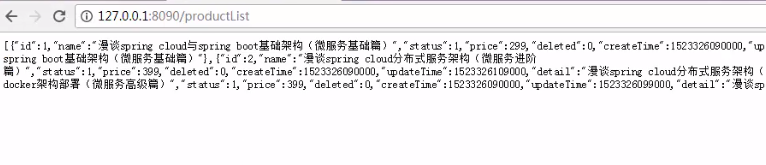 127.0.0.1:8090/productList
[{"id":1,"name":"漫谈spring cloud与spring boot基础架构（微服务基础篇）","status":1,"price":299,"deleted":0,"createTime":1523326090000,"up
spring boot基础架构（微服务基础篇）"},{"id":2,"name":"漫谈spring cloud分布式服务架构（微服务进阶
篇）","status":1,"price":399,"deleted":0,"createTime":1523326090000,"updateTime":1523326109000,"detail":"漫谈spring cloud分布式服务架构（
docker架构部署（微服务高级篇）","status":1,"price":399,"deleted":0,"createTime":1523326090000,"updateTime":1523326099000,"detail":"漫谈sp